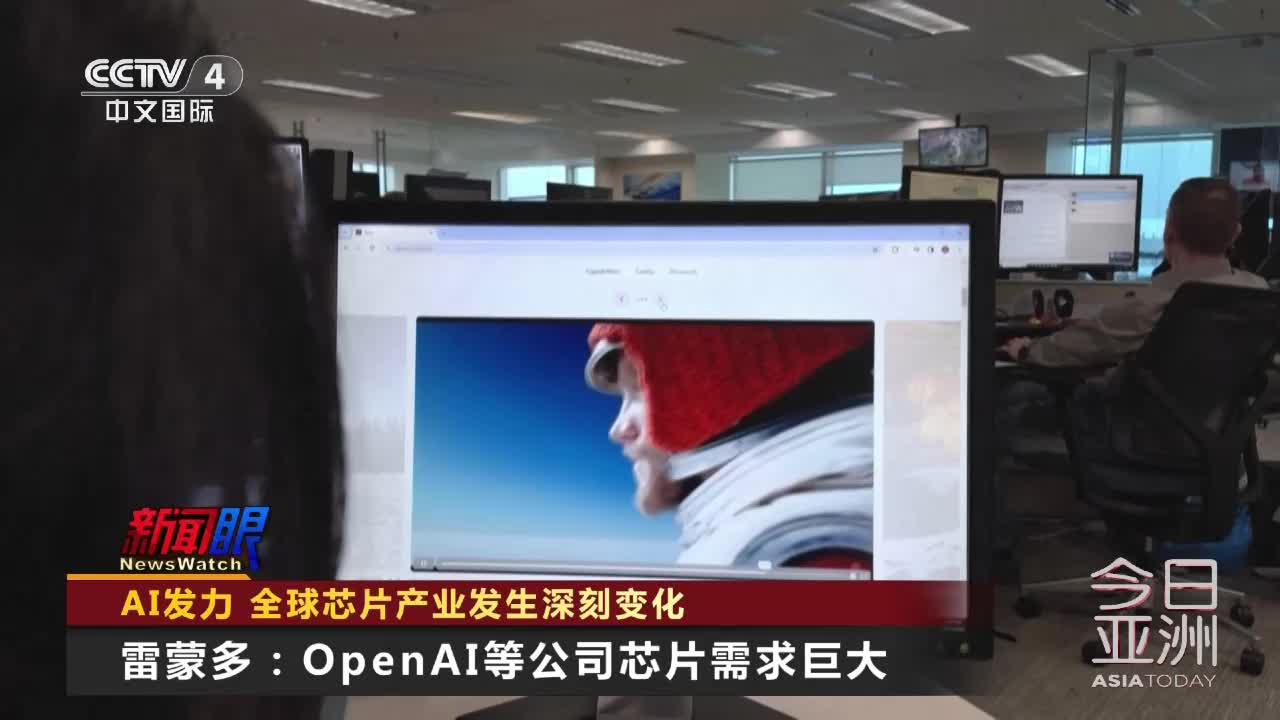 CCTV 4
中文国际
新闻眼
NewsWatch
AI发力 全球芯片产业发生深刻变化
雷蒙多：OpenAI等公司芯片需求巨大
今日
亚洲
ASIA TODAY